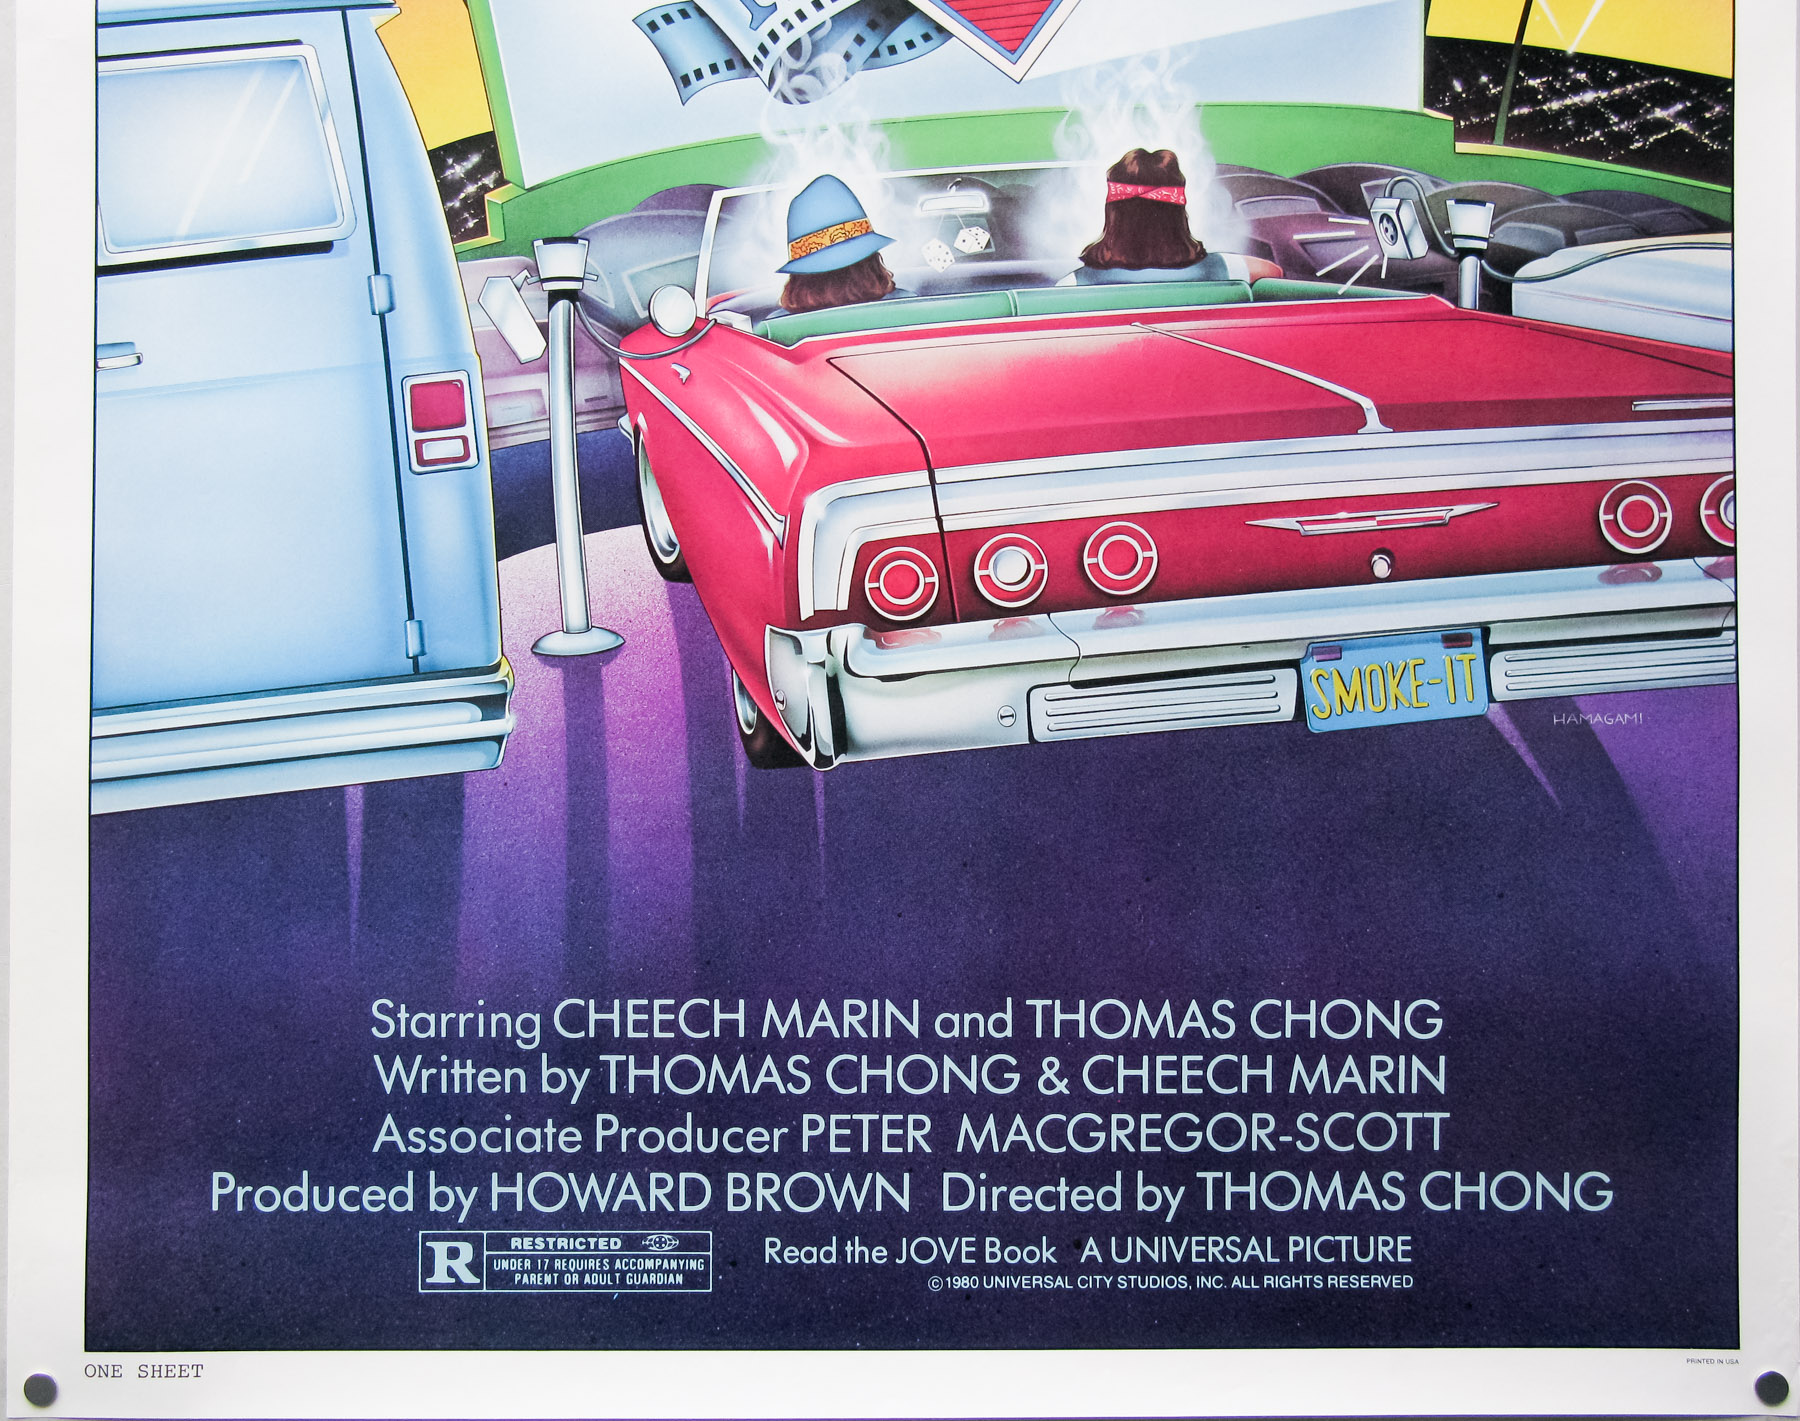 SMOKE-IT
HAMAGAMI
Starring CHEECH MARIN and THOMAS CHONG
Written by THOMAS CHONG & CHEECH MARIN
Associate Producer PETER MACGREGOR-SCOTT
Produced by HOWARD BROWN Directed by THOMAS CHONG
R
RESTRICTED
UNDER 17 REQUIRES ACCOMPANYING
PARENT OR ADULT GUARDIAN
Read the JOVE Book A UNIVERSAL PICTURE
©1980 UNIVERSAL CITY STUDIOS, INC. ALL RIGHTS RESERVED
ONE SHEET
PRINTED IN USA